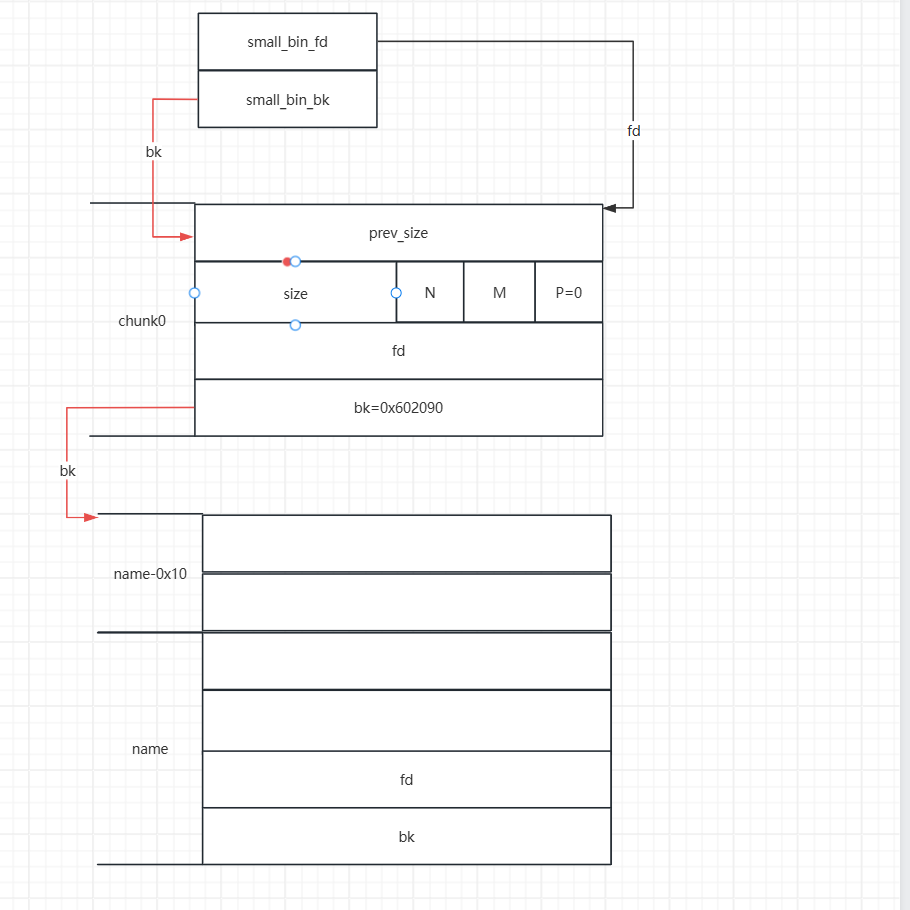 small_bin_fd
small_bin_bk
fd
bk
prev_size
size
N
M
P=0
chunk0
fd
bk=0x602090
bk
name-0x10
name
fd
bk